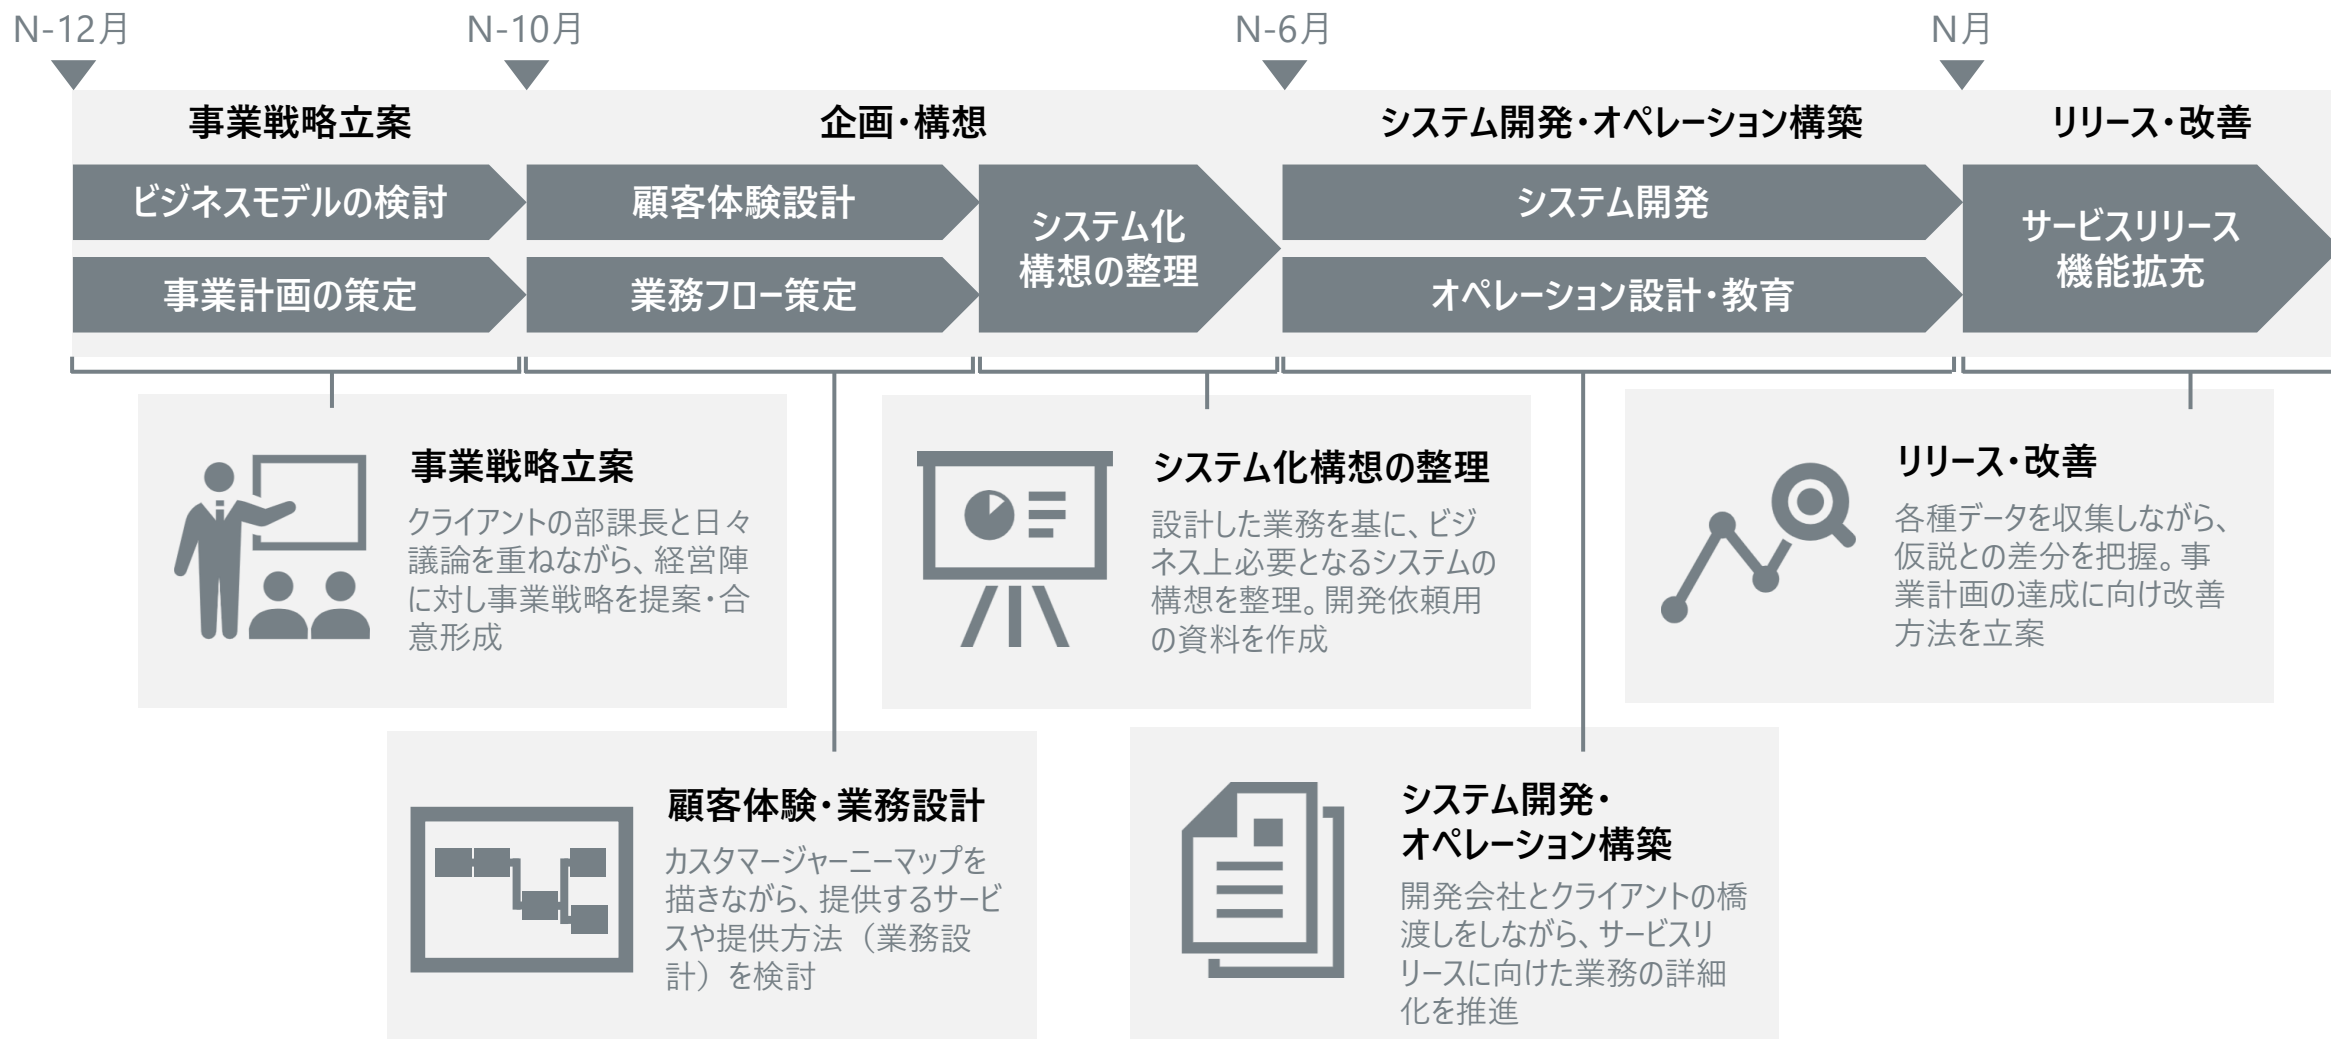 N-12月
N-10月
N-6月
N月
事業戦略立案
企画・構想
システム開発・オペレーション構築
リリース・改善
ビジネスモデルの検討
事業計画の策定
顧客体験設計
業務フロー策定
システム化
構想の整理
システム開発
オペレーション設計・教育
サービスリリース
機能拡充
事業戦略立案
クライアントの部課長と日々
議論を重ねながら、経営陣
に対し事業戦略を提案・合
意形成
システム化構想の整理
設計した業務を基に、ビジ
ネス上必要となるシステムの
構想を整理。開発依頼用
の資料を作成
リリース・改善
各種データを収集しながら、
仮説との差分を把握。事
業計画の達成に向け改善
方法を立案
顧客体験・業務設計
カスタマージャーニーマップを
描きながら、提供するサービ
スや提供方法（業務設
計）を検討
システム開発・
オペレーション構築
開発会社とクライアントの橋
渡しをしながら、サービスリ
リースに向けた業務の詳細
化を推進